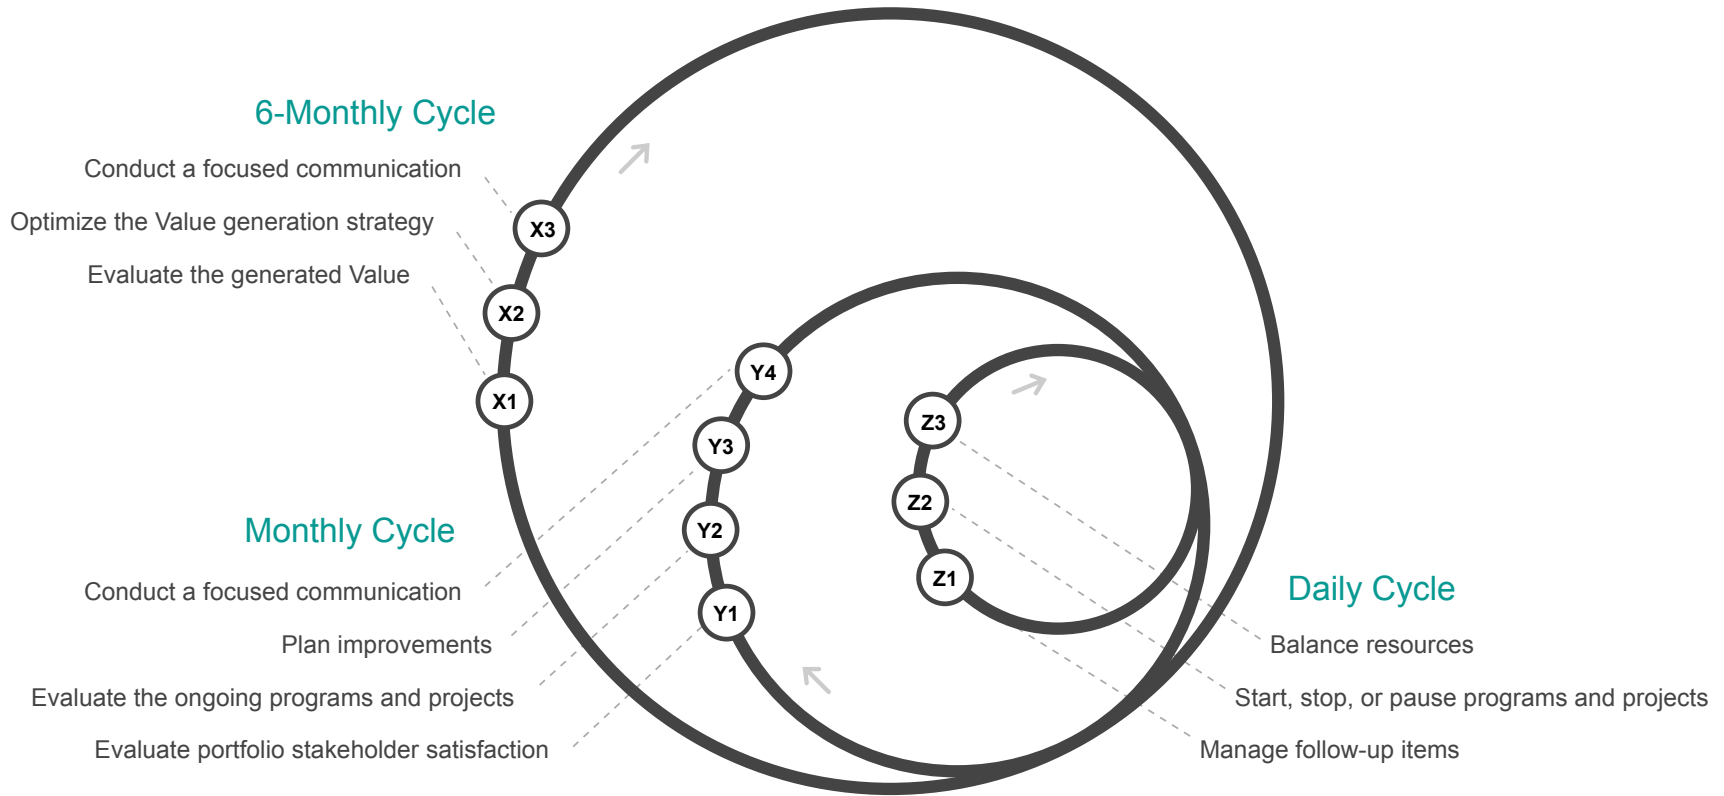 6-Monthly Cycle
Conduct a focused communication
Optimize the Value generation strategy
Evaluate the generated Value
X3
X2
X1
Y4
Y3
Y2
Y1
Z3
Z2
Z1
Monthly Cycle
Conduct a focused communication
Plan improvements
Evaluate the ongoing programs and projects
Evaluate portfolio stakeholder satisfaction
Daily Cycle
Balance resources
Start, stop, or pause programs and projects
Manage follow-up items